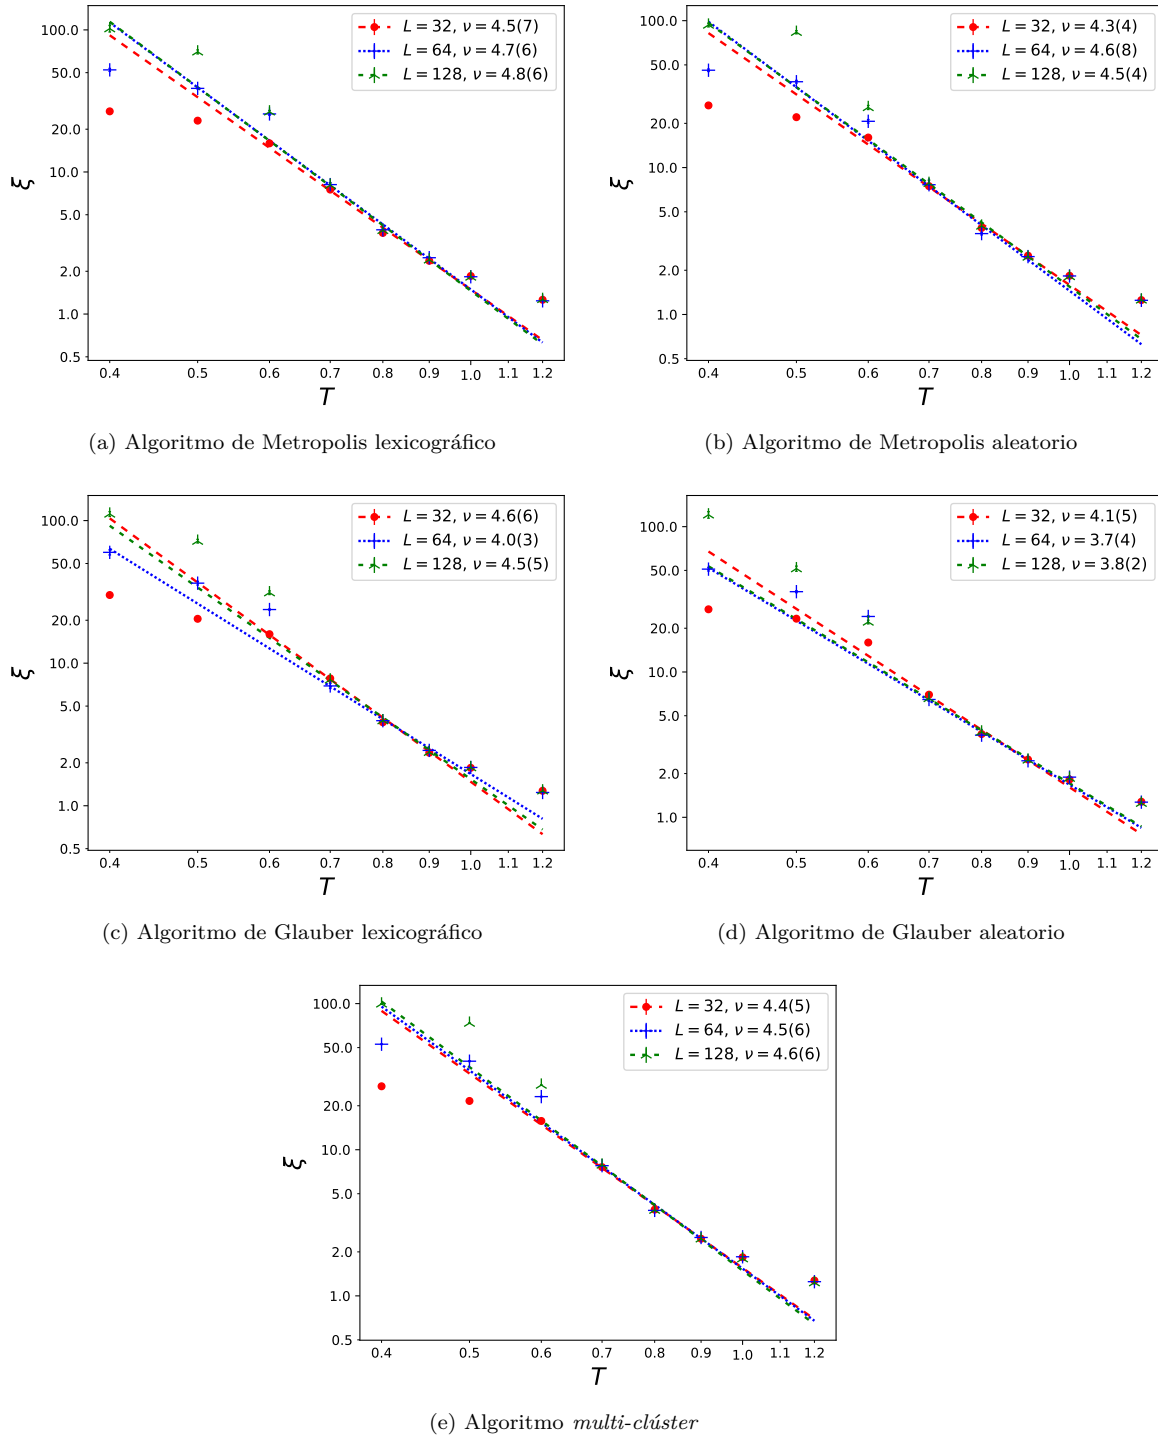 100.0
50.0
20.0
10.0
5.0
2.0
1.0
0.5
ξ
0.4 0.5 0.6 0.7 0.8 0.9 1.0 1.1 1.2
T
L = 32, ν = 4.5(7)
L = 64, ν = 4.7(6)
L = 128, ν = 4.8(6)
(a) Algoritmo de Metropolis lexicográfico
100.0
50.0
20.0
10.0
5.0
2.0
1.0
0.5
ξ
0.4 0.5 0.6 0.7 0.8 0.9 1.0 1.1 1.2
T
L = 32, ν = 4.3(4)
L = 64, ν = 4.6(8)
L = 128, ν = 4.5(4)
(b) Algoritmo de Metropolis aleatorio
100.0
50.0
20.0
10.0
5.0
2.0
1.0
0.5
ξ
0.4 0.5 0.6 0.7 0.8 0.9 1.0 1.1 1.2
T
L = 32, ν = 4.6(6)
L = 64, ν = 4.0(3)
L = 128, ν = 4.5(5)
(c) Algoritmo de Glauber lexicográfico
100.0
50.0
20.0
10.0
5.0
2.0
1.0
ξ
0.4 0.5 0.6 0.7 0.8 0.9 1.0 1.1 1.2
T
L = 32, ν = 4.1(5)
L = 64, ν = 3.7(4)
L = 128, ν = 3.8(2)
(d) Algoritmo de Glauber aleatorio
100.0
50.0
20.0
10.0
5.0
2.0
1.0
0.5
ξ
0.4 0.5 0.6 0.7 0.8 0.9 1.0 1.1 1.2
T
L = 32, ν = 4.4(5)
L = 64, ν = 4.5(6)
L = 128, ν = 4.6(6)
(e) Algoritmo multi-clúster